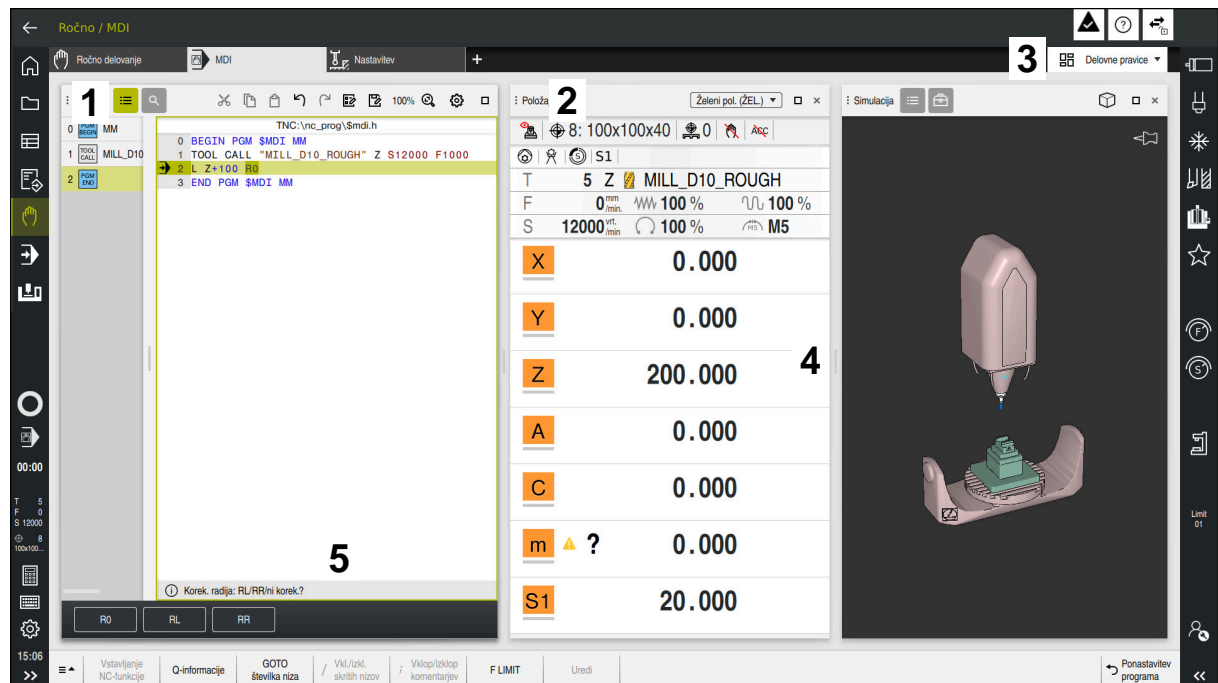 Ročno / MDI
Ročno delovanje
MDI
Nastavitev
+
3
Delovne pravice
1
100%
2
Položa
Želeni pol. (ŽEL.)
Simulacija
0 PGM BEGIN MM
1 TOOL CALL MILL_D10
2 PGM END
TNC:\nc_prog\$mdi.h
0 BEGIN PGM $MDI MM
1 TOOL CALL "MILL_D10_ROUGH" Z S12000 F1000
2 L Z+100 R0
3 END PGM $MDI MM
8: 100x100x40 0 ACC
S1
T 5 Z MILL_D10_ROUGH
F 0 mm/min. 100 % 100 %
S 12000 vrt./min 100 % M5 M5
X 0.000
Y 0.000
Z 200.000
4
A 0.000
C 0.000
m ? 0.000
S1 20.000
5
Korek. radija: RL/RR/ni korek.?
R0 RL RR
00:00
T 5
F 0
S 12000
8
100x100...
15:06
F
S
Limit
01
Vstavljanje
NC-funkcije
Q-informacije
GOTO
številka niza
/ Vkl./izkl.
skritih nizov
; Vklop/izklop
komentarjev
F LIMIT
Uredi
Ponastavitev
programa